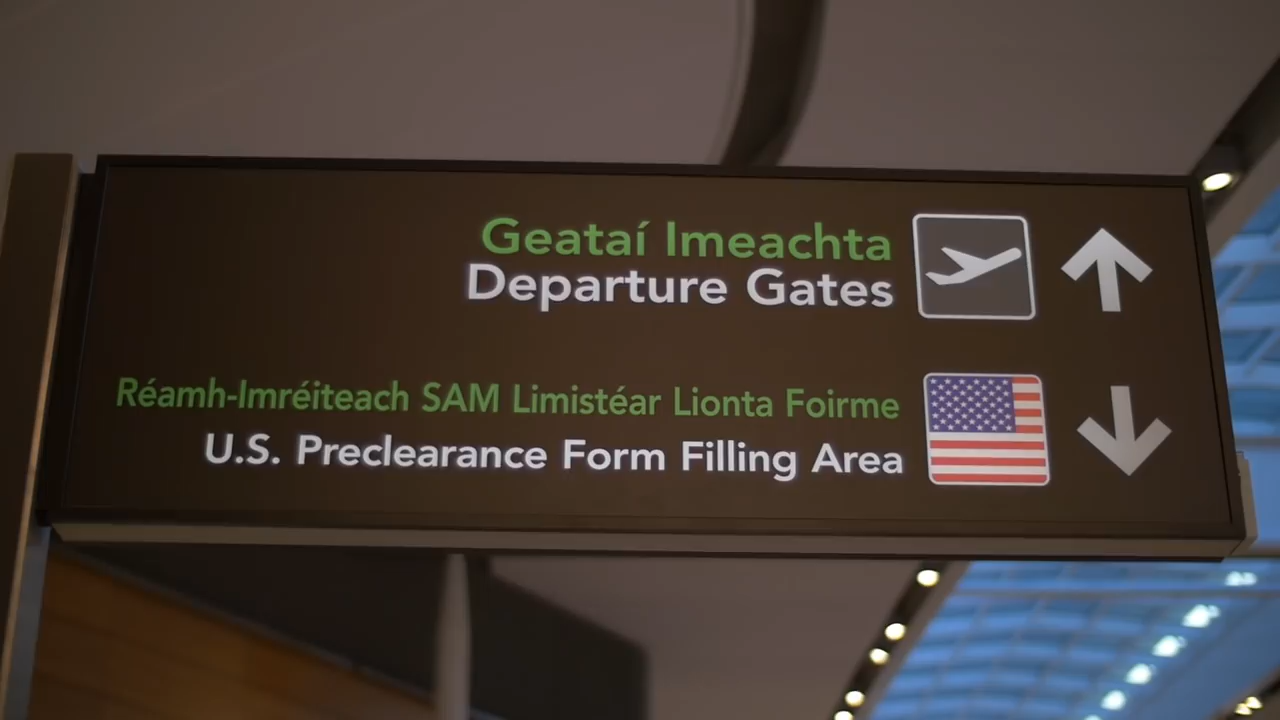 Geataí Imeachta
Departure Gates
Réamh-Imréiteach SAM Limistéar Lionta Foirme
U.S. Preclearance Form Filling Area